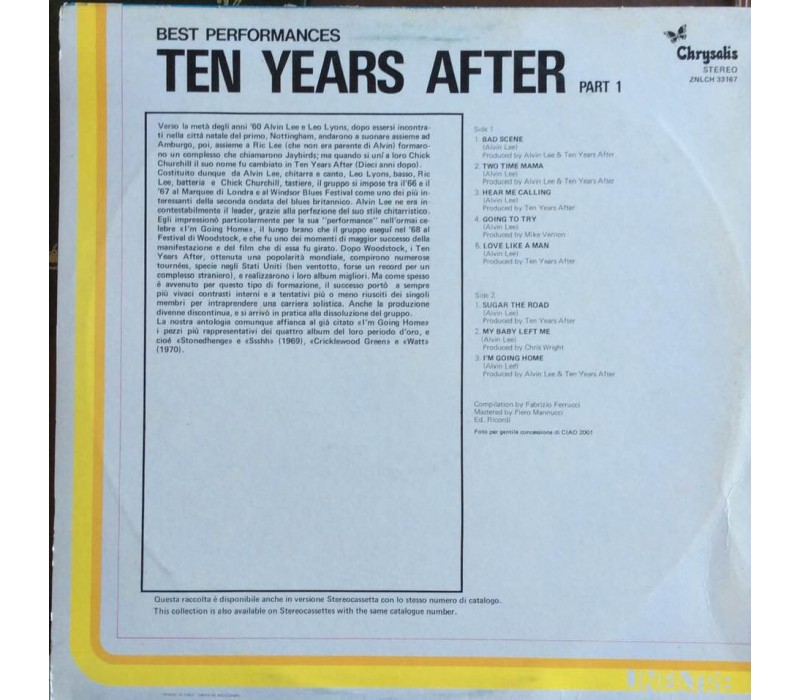 BEST PERFORMANCES
TEN YEARS AFTER PART 1
Chrysalis
STEREO
ZNLCH 33167
Verso la metà degli anni '60 Alvin Lee e Leo Lyons, dopo essersi incontra-
ti nella città natale del primo, Nottingham, andarono a suonare assieme ad
Amburgo, poi, assieme a Ric Lee (che non era parente di Alvin) formaro-
no un complesso che chiamarono Jaybirds; ma quando si unì a loro Chick
Churchill il suo nome fu cambiato in Ten Years After (Dieci anni dopo).
Costituito dunque da Alvin Lee, chitarra e canto, Leo Lyons, basso, Ric
Lee, batteria e Chick Churchill, tastiere, il gruppo si impose tra il'66 e il
'67 al Marquee di Londra e al Windsor Blues Festival come uno dei più in-
teressanti della seconda ondata del blues britannico. Alvin Lee ne era in-
contestabilmente il leader, grazie alla perfezione del suo stile chitarristico.
Egli impressionò particolarmente per la sua "performance" nell'ormai ce-
lebre «I'm Going Home», il lungo brano che il gruppo eseguì nel '68 al
Festival di Woodstock, e che fu uno dei momenti di maggior successo della
manifestazione e del film che di essa fu girato. Dopo Woodstock, i Ten
Years After, ottenuta una popolarità mondiale, compirono numerose
tournées, specie negli Stati Uniti (ben ventotto, forse un record per un
complesso straniero), e realizzarono i loro album migliori. Ma come spesso
è avvenuto per questo tipo di formazione, il successo portò a sempre
più vivaci contrasti interni e a tentativi più o meno riusciti dei singoli
membri per intraprendere una carriera solistica. Anche la produzione
divenne discontinua, e si arrivò in pratica alla dissoluzione del gruppo.
La nostra antologia comunque affianca al già citato «I'm Going Home»
i pezzi più rappresentativi dei quattro album del loro periodo d'oro, e
cioè «Stonedhenge» e «Ssshh» (1969), «Cricklewood Green» e «Watt»
(1970).
Side 1
1. BAD SCENE
(Alvin Lee)
Produced by Alvin Lee & Ten Years After
2. TWO TIME MAMA
(Alvin Lee)
Produced by Alvin Lee & Ten Years After
3. HEAR ME CALLING
(Alvin Lee)
Produced by Ten Years After
4. GOING TO TRY
(Alvin Lee)
Produced by Mike Vernon
5. LOVE LIKE A MAN
(Alvin Lee)
Produced by Ten Years After
Side 2
1. SUGAR THE ROAD
(Alvin Lee)
Produced by Ten Years After
2. MY BABY LEFT ME
(Alvin Lee)
Produced by Chris Wright
3. I'M GOING HOME
(Alvin Lee)
Produced by Alvin Lee & Ten Years After
Compilation by Fabrizio Ferrucci
Mastered by Piero Mannucci
Ed. Ricordi
Foto per gentile concessione di CIAO 2001
Questa raccolta è disponibile anche in versione Stereocassetta con lo stesso numero di catalogo.
This collection is also available on Stereocassettes with the same catalogue number.
LINEATRE